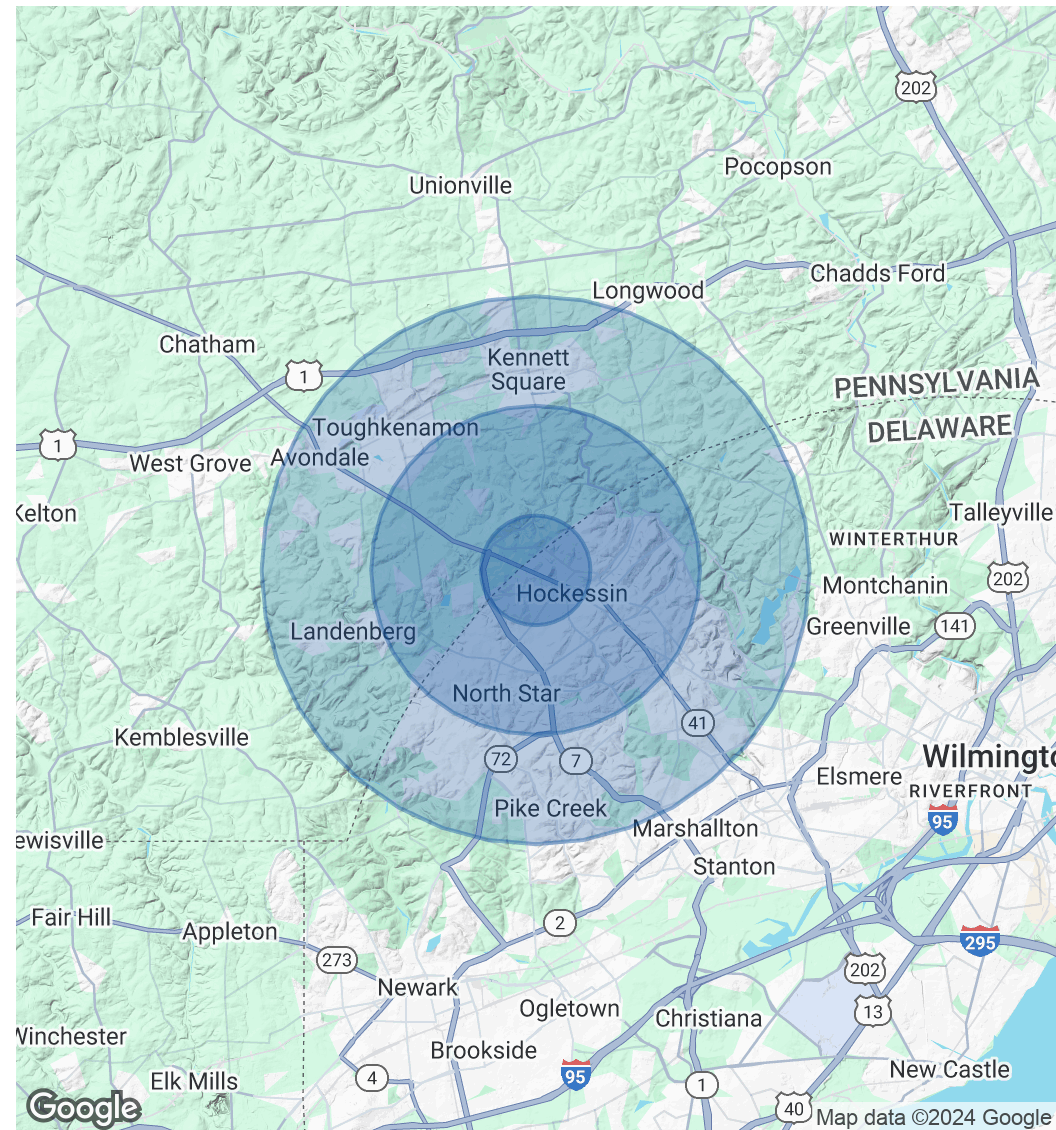 202
Pocopson
Unionville
Chadds Ford
Longwood
Chatham
Kennett
Square
1
PENNSYLVANIA
DELAWARE
Toughkenamon
1
Avondale
West Grove
Kelton
Talleyville
WINTERTHUR
202
Montchanin
Hockessin
141
Greenville
Landenberg
North Star
41
Kemblesville
72
7
Wilmingto
Elsmere
RIVERFRONT
Pike Creek
95
Marshallton
ewisville
Stanton
Fair Hill
2
Appleton
295
273
202
Newark
Ogletown
13
Christiana
Winchester
Brookside
New Castle
Elk Mills
4
95
1
40
Google
Map data ©2024 Google